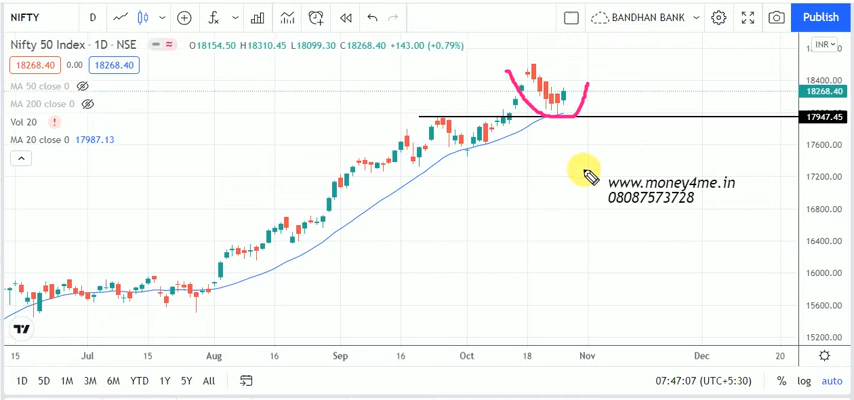 NIFTY D BANDHAN BANK Publish
Nifty 50 Index · 1D · NSE O18154.50 H18310.45 L18099.30 C18268.40 +143.00 (+0.79%) INR
18268.40 0.00 18268.40
MA 50 close 0
MA 200 close 0
Vol 20
MA 20 close 0 17987.13
18400.00
18268.40
17947.45
17600.00
17200.00
16800.00
16400.00
16000.00
15600.00
15200.00
www.money4me.in
08087573728
15 Jul 15 Aug 16 Sep 16 Oct 18 Nov Dec 20
1D 5D 1M 3M 6M YTD 1Y 5Y All 07:47:07 (UTC+5:30) % log auto